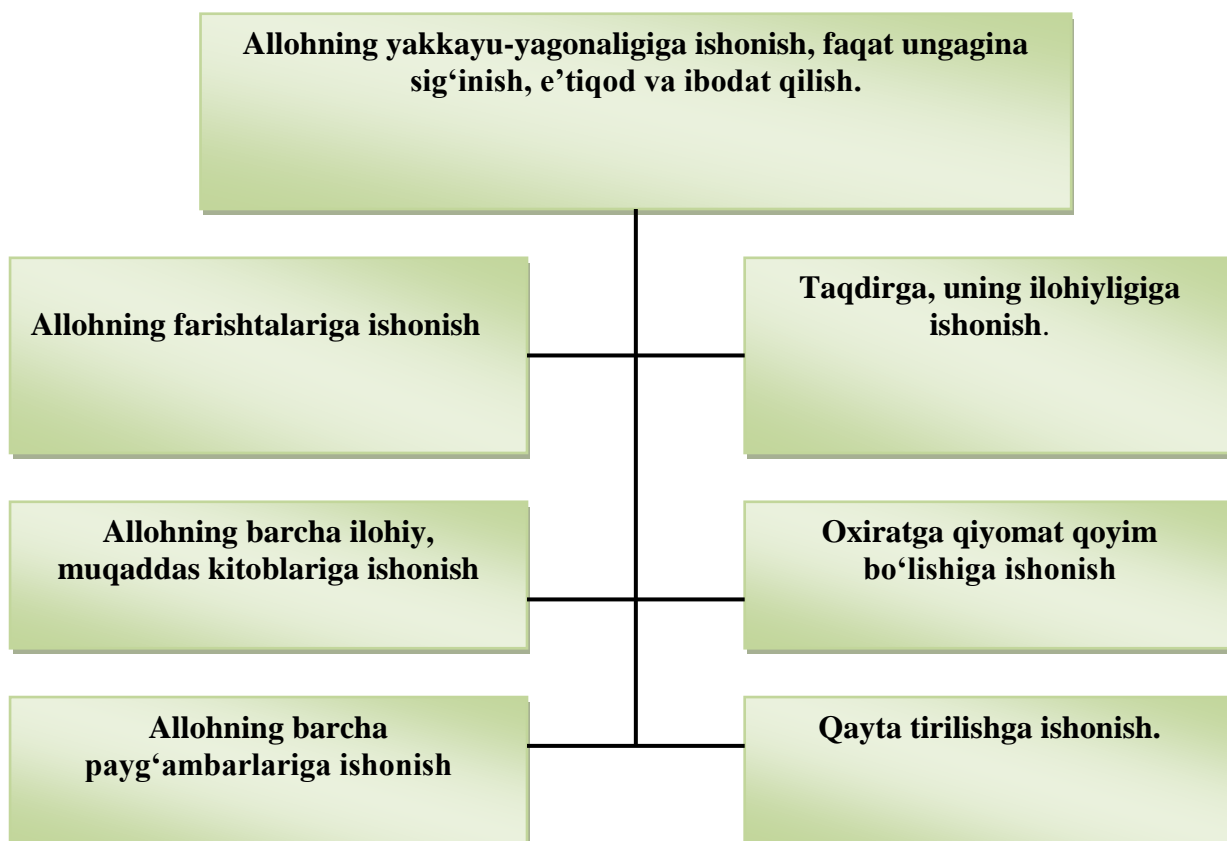 Allohning yakkayu-yagonaligiga ishonish, faqat ungagina
sig‘inish, e’tiqod va ibodat qilish.
Allohning farishtalariga ishonish
Taqdirga, uning ilohiyligiga
ishonish.
Allohning barcha ilohiy,
muqaddas kitoblariga ishonish
Oxiratga qiyomat qoyim
bo‘lishiga ishonish
Allohning barcha
payg‘ambarlariga ishonish
Qayta tirilishga ishonish.